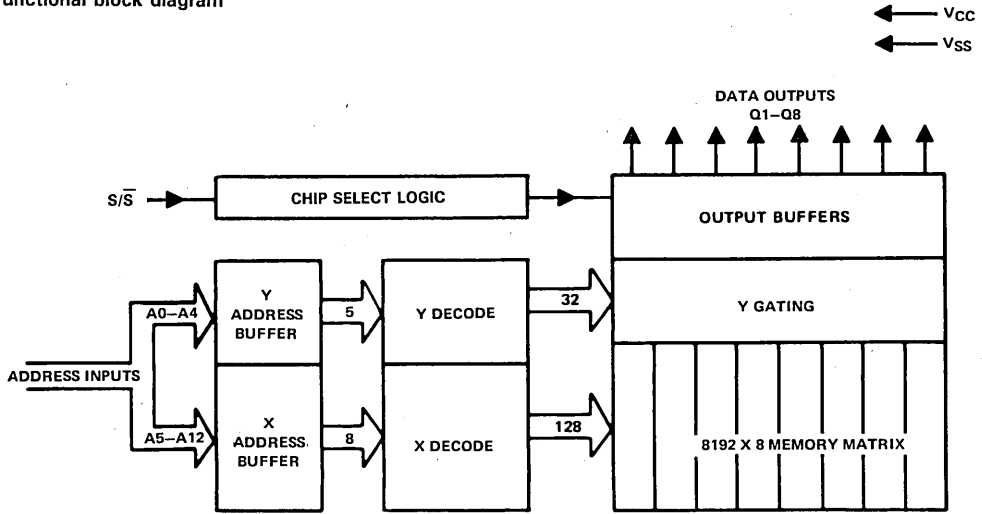 unctional block diagram
VCC
VSS
DATA OUTPUTS
Q1–Q8
S/S̅
CHIP SELECT LOGIC
OUTPUT BUFFERS
Y
ADDRESS
BUFFER
A0–A4
5
Y DECODE
32
Y GATING
ADDRESS INPUTS
A5–A12
X
ADDRESS
BUFFER
8
X DECODE
128
8192 X 8 MEMORY MATRIX